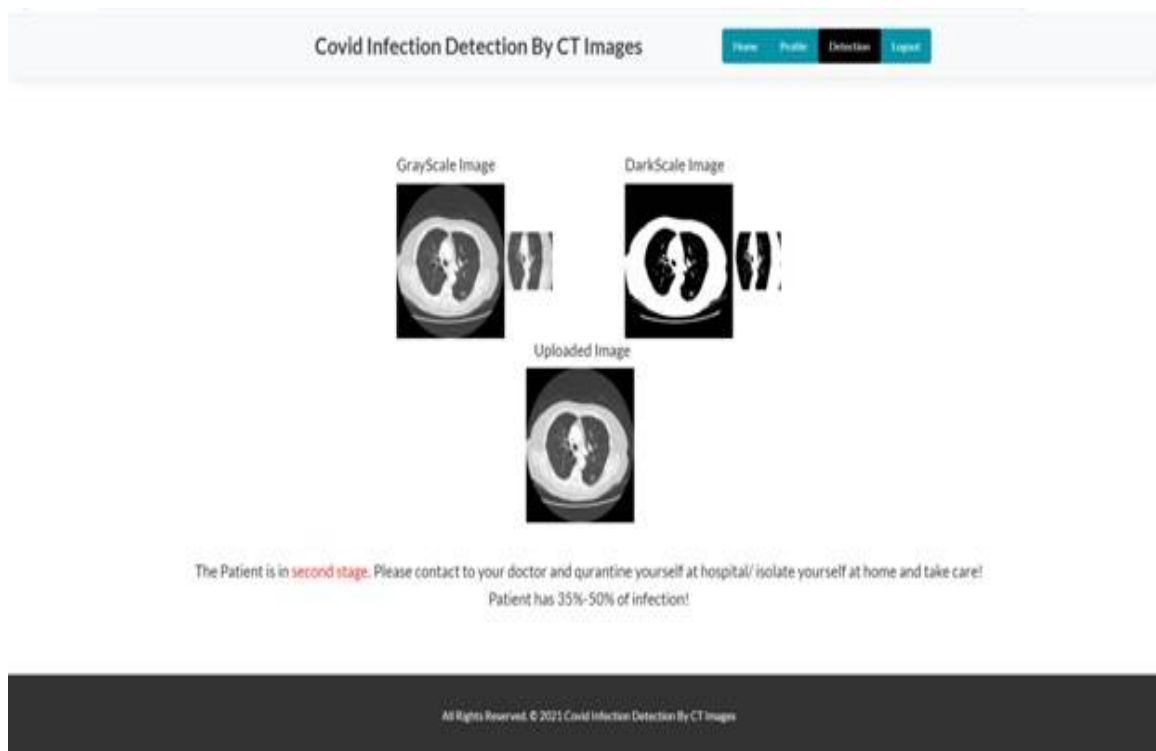 Covid Infection Detection By CT Images
Home Profile Detection Logout
GrayScale Image DarkScale Image
Uploaded Image
The Patient is in second stage. Please contact to your doctor and qurantine yourself at hospital/ isolate yourself at home and take care!
Patient has 35%-50% of infection!
All Rights Reserved. © 2021 Covid Infection Detection By CT Images